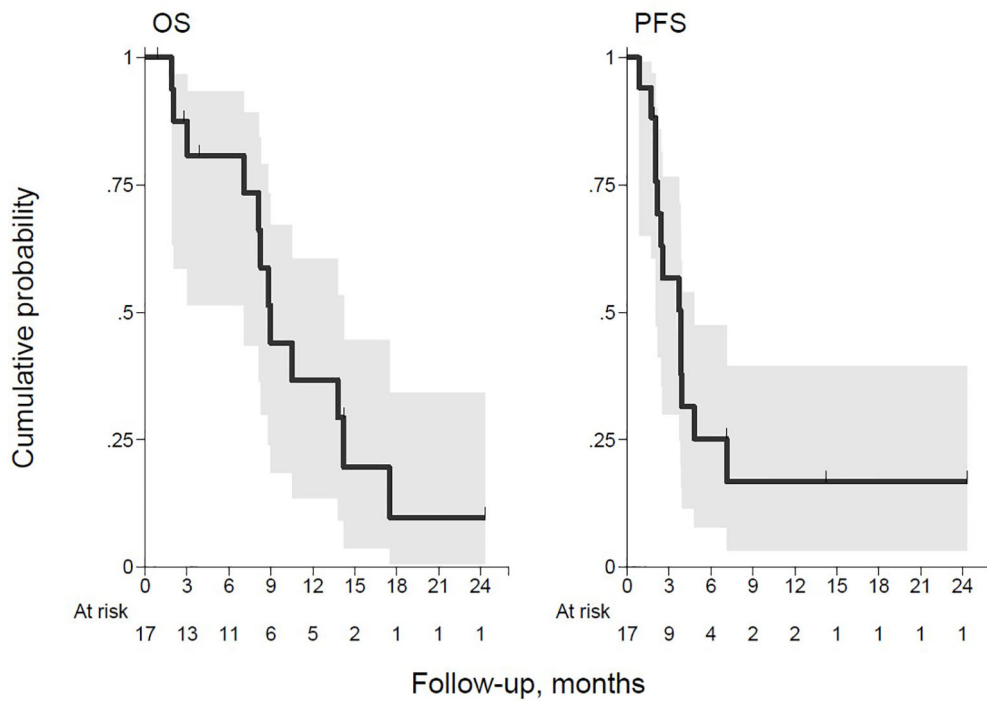 OS PFS
Cumulative probability
1 1
.75 .75
.5 .5
.25 .25
0 0
0 3 6 9 12 15 18 21 24 0 3 6 9 12 15 18 21 24
At risk At risk
17 13 11 6 5 2 1 1 1 17 9 4 2 2 1 1 1 1
Follow-up, months